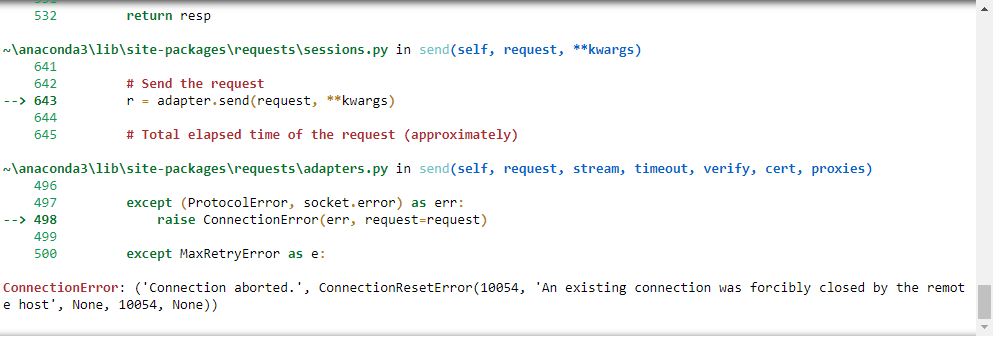 532         return resp
~\anaconda3\lib\site-packages\requests\sessions.py in send(self, request, **kwargs)
    641
    642         # Send the request
--> 643         r = adapter.send(request, **kwargs)
    644
    645         # Total elapsed time of the request (approximately)
~\anaconda3\lib\site-packages\requests\adapters.py in send(self, request, stream, timeout, verify, cert, proxies)
    496
    497         except (ProtocolError, socket.error) as err:
--> 498             raise ConnectionError(err, request=request)
    499
    500         except MaxRetryError as e:
ConnectionError: ('Connection aborted.', ConnectionResetError(10054, 'An existing connection was forcibly closed by the remot
e host', None, 10054, None))